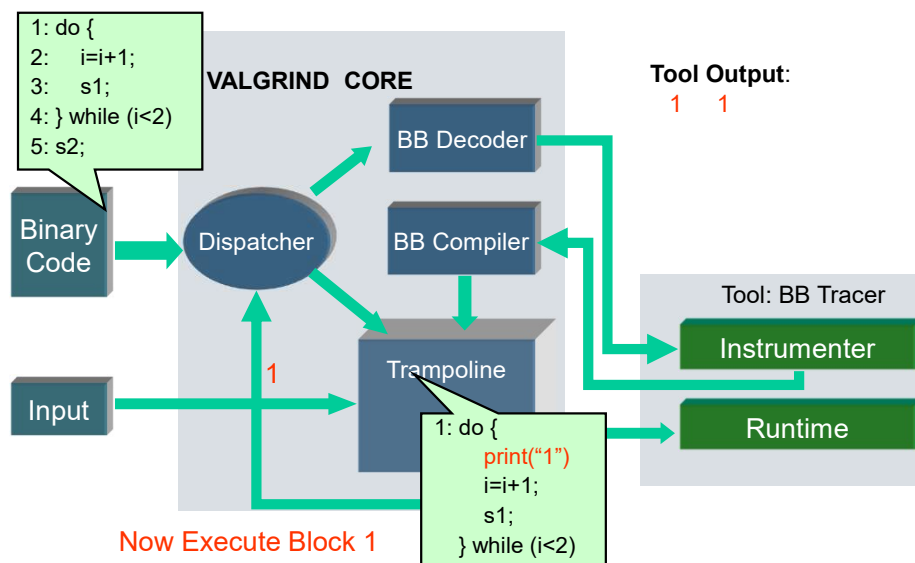 1: do {
2: i=i+1;
3: s1;
4: } while (i<2)
5: s2;
VALGRIND CORE
Tool Output:
1 1
BB Decoder
Binary
Code
Dispatcher
BB Compiler
Tool: BB Tracer
Instrumenter
Trampoline
1
Input
Runtime
1: do {
print(“1”)
i=i+1;
s1;
} while (i<2)
Now Execute Block 1